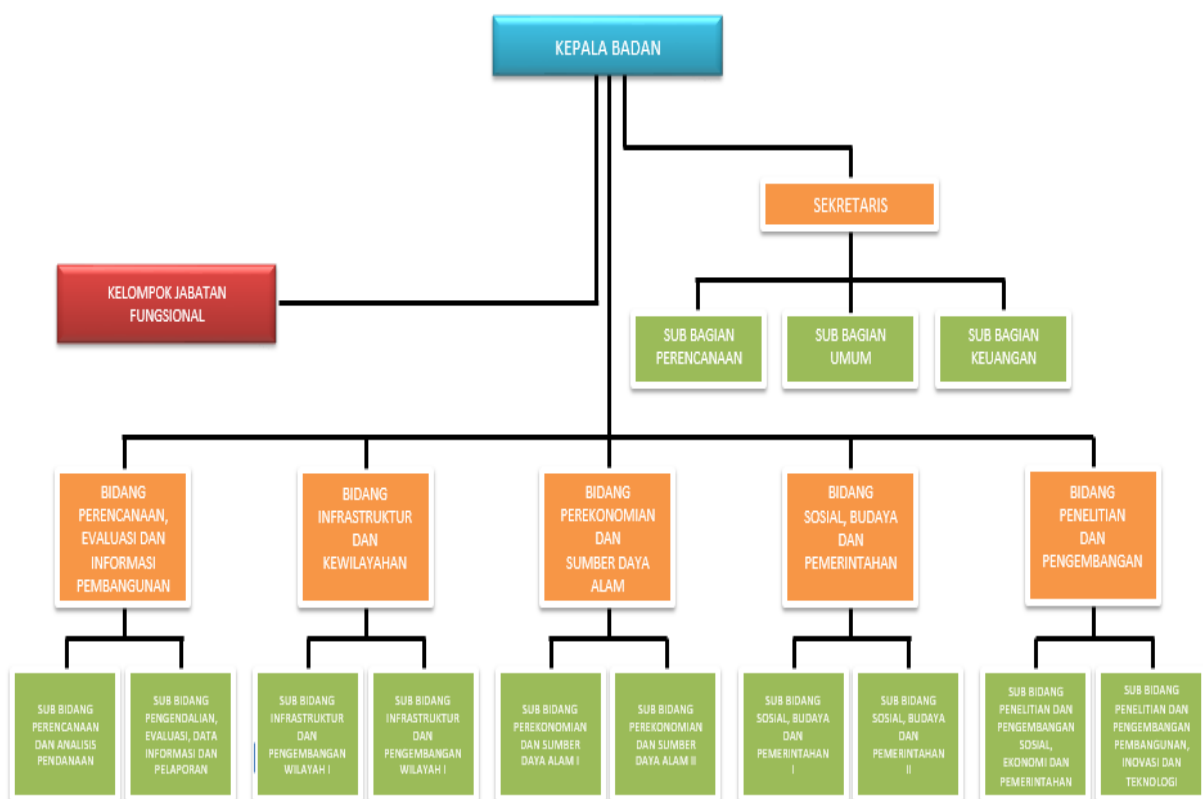 KEPALA BADAN
SEKRETARIS
KELOMPOK JABATAN
FUNGSIONAL
SUB BAGIAN
PERENCANAAN
SUB BAGIAN
UMUM
SUB BAGIAN
KEUANGAN
BIDANG
PERENCANAAN,
EVALUASI DAN
INFORMASI
PEMBANGUNAN
BIDANG
INFRASTRUKTUR
DAN
KEWILAYAHAN
BIDANG
PEREKONOMIAN
DAN
SUMBER DAYA
ALAM
BIDANG
SOSIAL, BUDAYA
DAN
PEMERINTAHAN
BIDANG
PENELITIAN
DAN
PENGEMBANGAN
SUB BIDANG
PERENCANAAN
DAN ANALISIS
PENDANAAN
SUB BIDANG
PENGENDALIAN,
EVALUASI, DATA
INFORMASI DAN
PELAPORAN
SUB BIDANG
INFRASTRUKTUR
DAN
PENGEMBANGAN
WILAYAH I
SUB BIDANG
INFRASTRUKTUR
DAN
PENGEMBANGAN
WILAYAH I
SUB BIDANG
PEREKONOMIAN
DAN SUMBER
DAYA ALAM I
SUB BIDANG
PEREKONOMIAN
DAN SUMBER
DAYA ALAM II
SUB BIDANG
SOSIAL, BUDAYA
DAN
PEMERINTAHAN
I
SUB BIDANG
SOSIAL, BUDAYA
DAN
PEMERINTAHAN
II
SUB BIDANG
PENELITIAN DAN
PENGEMBANGAN
SOSIAL,
EKONOMI DAN
PEMERINTAHAN
SUB BIDANG
PENELITIAN DAN
PENGEMBANGAN
PEMBANGUNAN,
INOVASI DAN
TEKNOLOGI